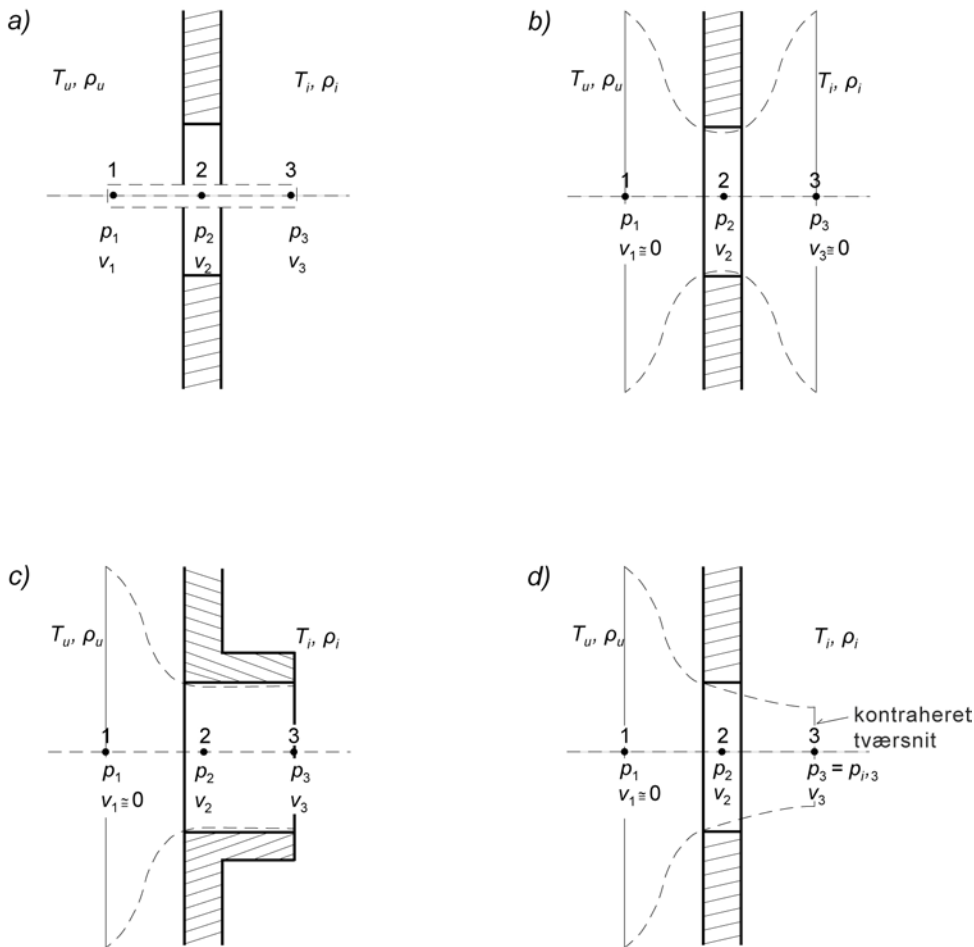 a)
T_u, ρ_u
T_i, ρ_i
1 2 3
p_1 p_2 p_3
v_1 v_2 v_3
b)
T_u, ρ_u
T_i, ρ_i
1 2 3
p_1 p_2 p_3
v_1≅0 v_2 v_3≅0
c)
T_u, ρ_u
T_i, ρ_i
1 2 3
p_1 p_2 p_3
v_1≅0 v_2 v_3
d)
T_u, ρ_u
T_i, ρ_i
kontraheret
tværsnit
1 2 3
p_1 p_2 p_3 = p_i,3
v_1≅0 v_2 v_3